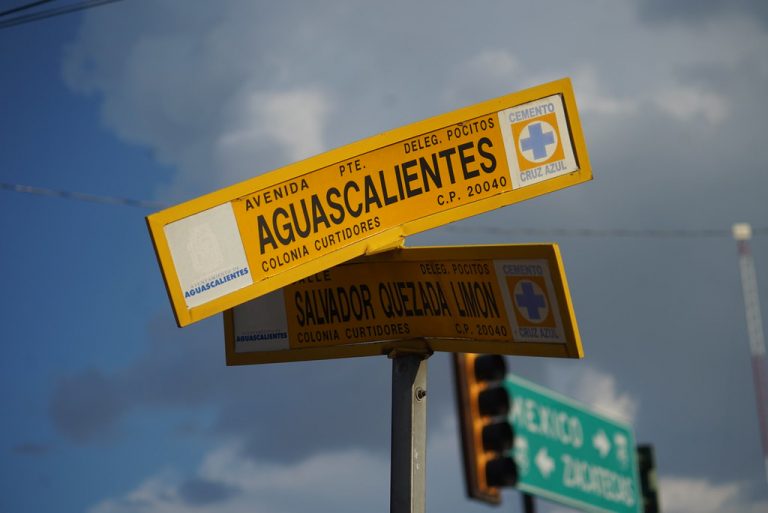 AVENIDA PTE. DELEG. POCITOS
AGUASCALIENTES
COLONIA CURTIDORES C.P. 20040
AGUASCALIENTES
CEMENTO
CRUZ AZUL
DELEG. POCITOS
SALVADOR QUEZADA LIMON
COLONIA CURTIDORES C.P. 20040
AGUASCALIENTES
CEMENTO
CRUZ AZUL
MEXICO
ZACATECAS